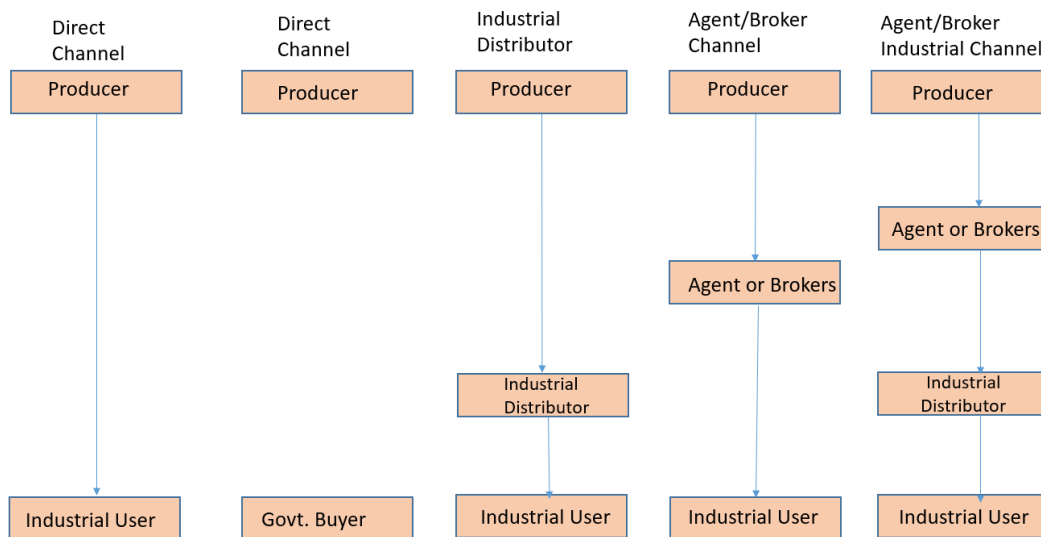 Direct
Channel
Direct
Channel
Industrial
Distributor
Agent/Broker
Channel
Agent/Broker
Industrial Channel
Producer
Producer
Producer
Producer
Producer
Agent or Brokers
Agent or Brokers
Industrial
Distributor
Industrial
Distributor
Industrial User
Govt. Buyer
Industrial User
Industrial User
Industrial User